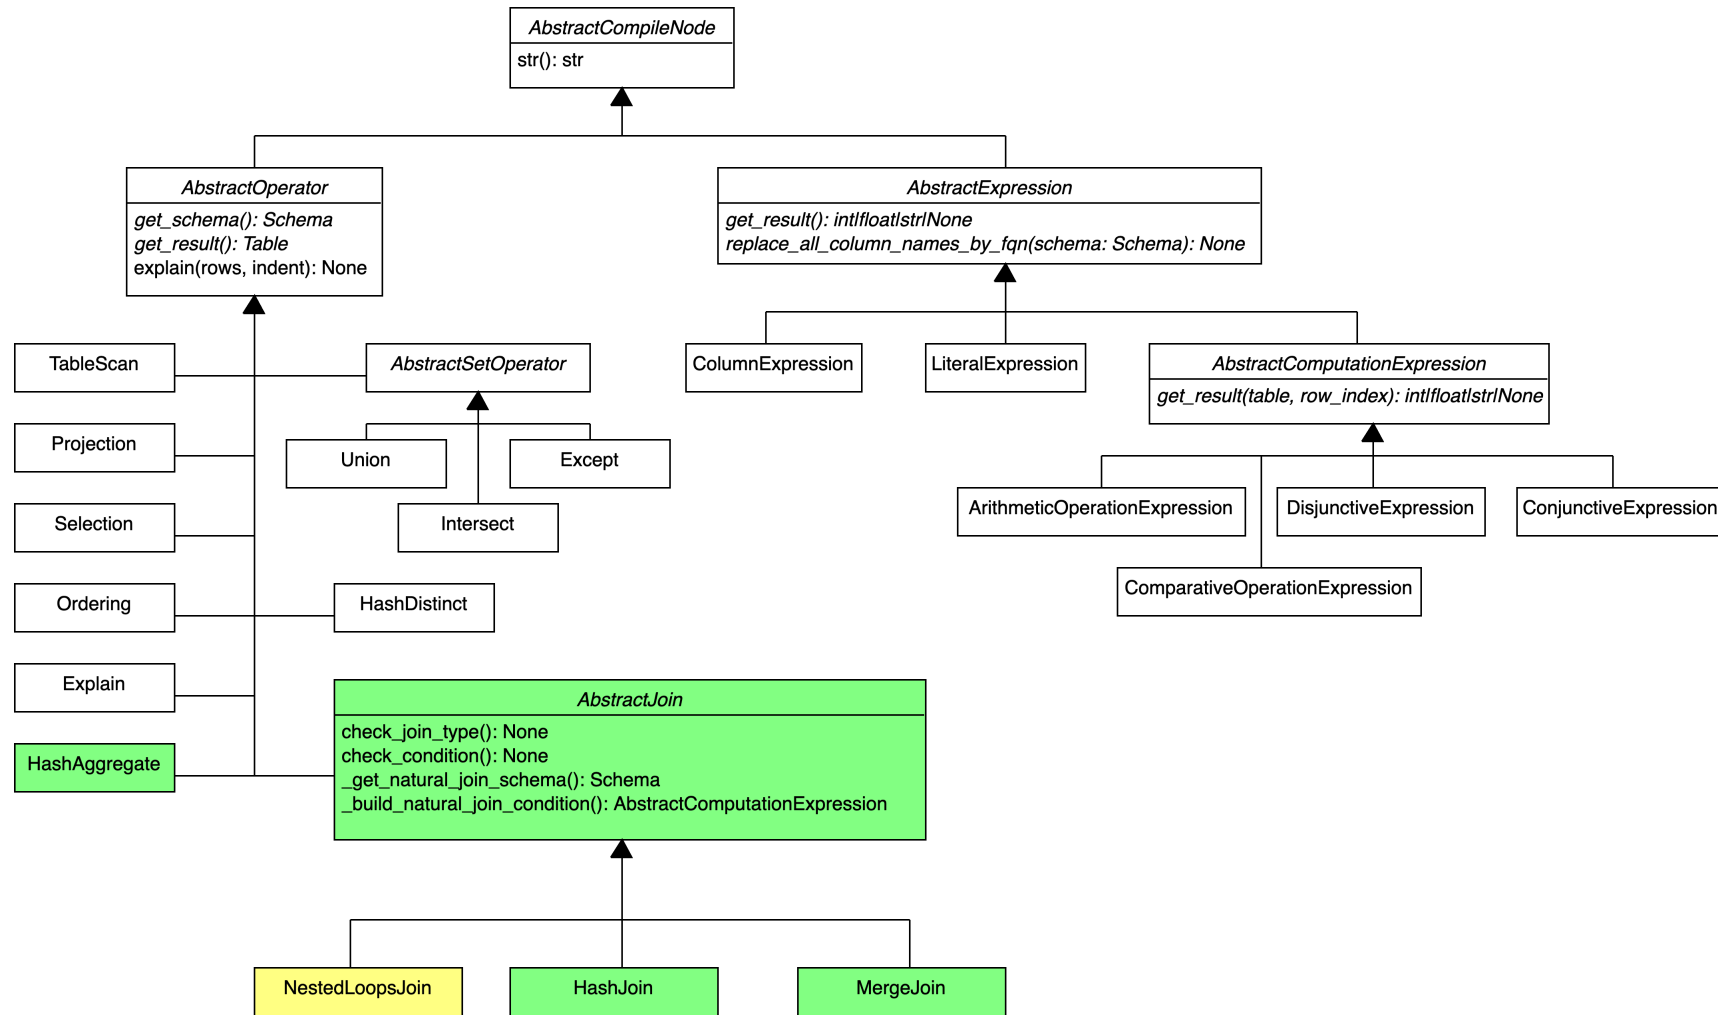 AbstractCompileNode
str(): str
AbstractOperator
get_schema(): Schema
get_result(): Table
explain(rows, indent): None
AbstractExpression
get_result(): int|float|str|None
replace_all_column_names_by_fqn(schema: Schema): None
TableScan
AbstractSetOperator
ColumnExpression
LiteralExpression
AbstractComputationExpression
get_result(table, row_index): int|float|str|None
Projection
Union
Except
Selection
Intersect
ArithmeticOperationExpression
DisjunctiveExpression
ConjunctiveExpression
ComparativeOperationExpression
Ordering
HashDistinct
Explain
HashAggregate
AbstractJoin
check_join_type(): None
check_condition(): None
_get_natural_join_schema(): Schema
_build_natural_join_condition(): AbstractComputationExpression
NestedLoopsJoin
HashJoin
MergeJoin